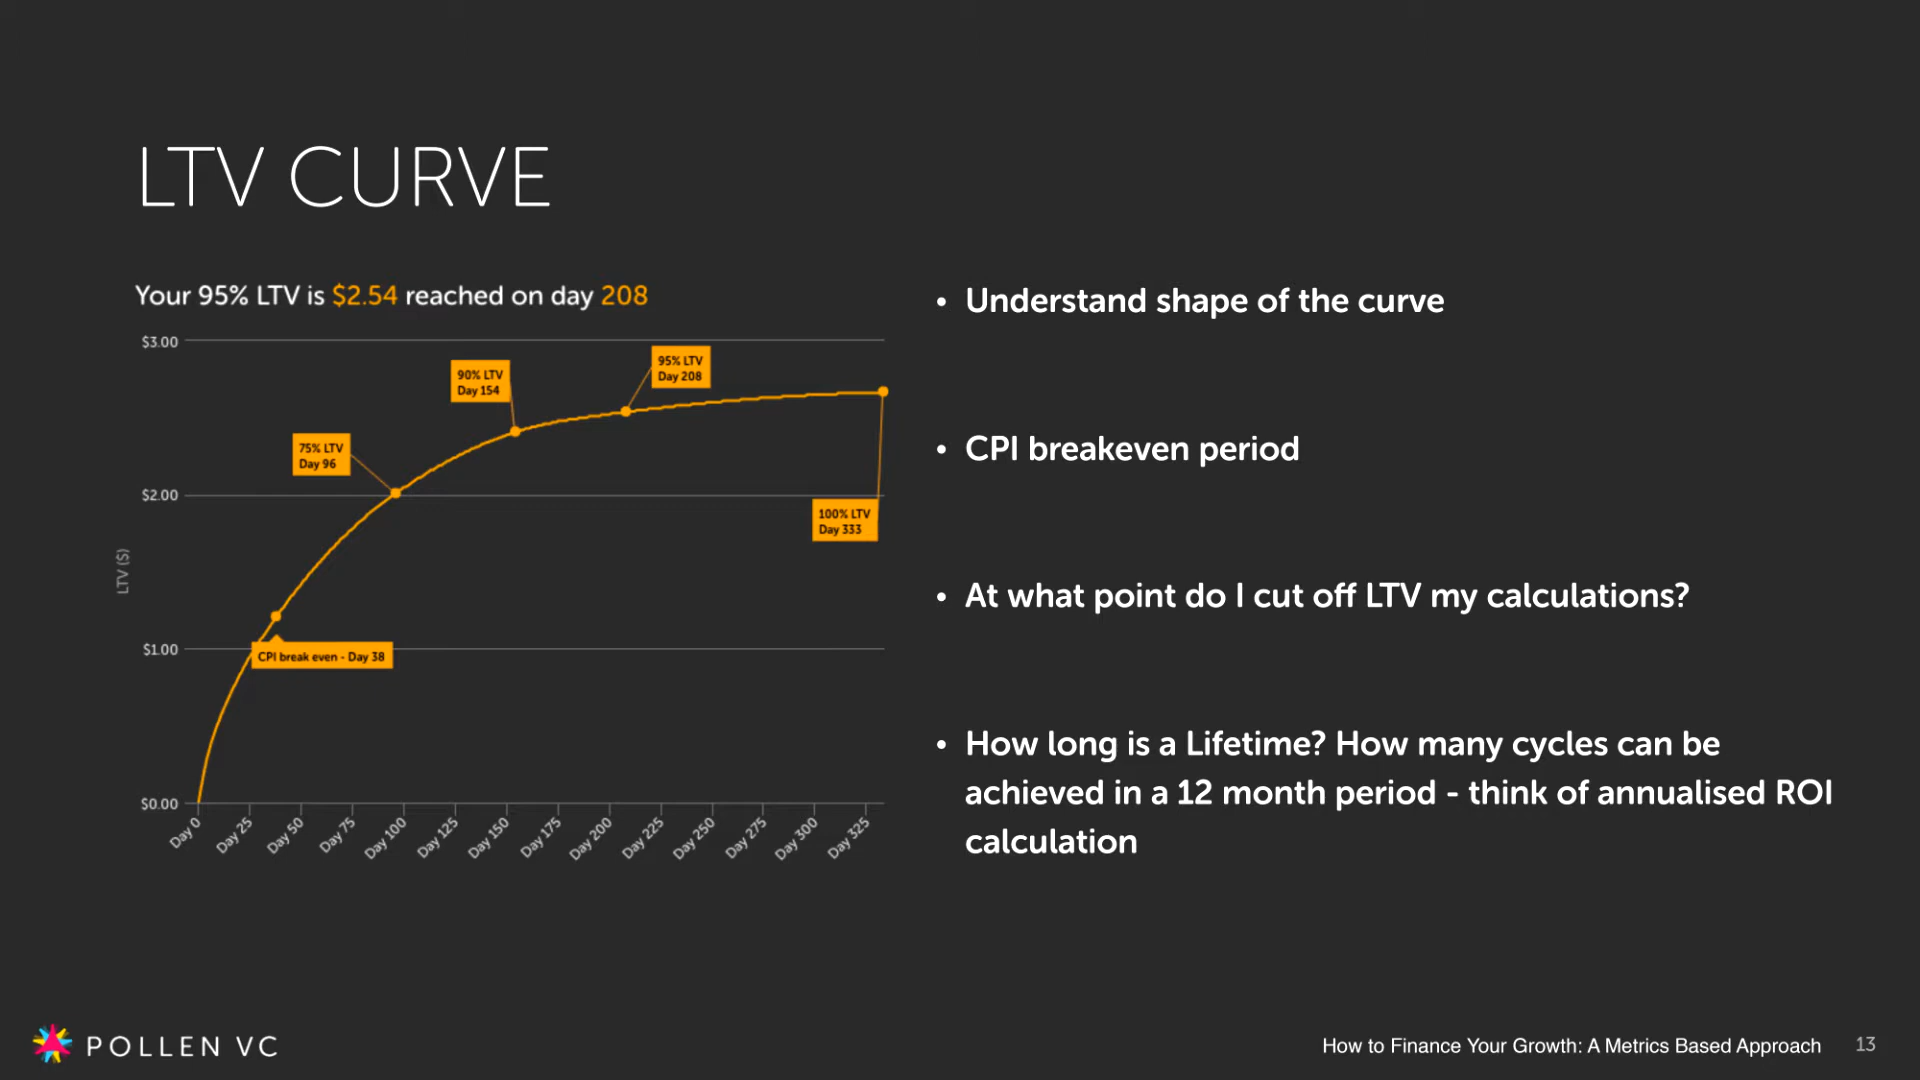 LTV CURVE
Your 95% LTV is $2.54 reached on day 208
$3.00
$2.00
$1.00
$0.00
LTV ($)
75% LTV
Day 96
90% LTV
Day 154
95% LTV
Day 208
100% LTV
Day 333
CPI break even - Day 38
Day 0
Day 25
Day 50
Day 75
Day 100
Day 125
Day 150
Day 175
Day 200
Day 225
Day 250
Day 275
Day 300
Day 325
• Understand shape of the curve
• CPI breakeven period
• At what point do I cut off LTV my calculations?
• How long is a Lifetime? How many cycles can be
achieved in a 12 month period - think of annualised ROI
calculation
POLLEN VC
How to Finance Your Growth: A Metrics Based Approach
13